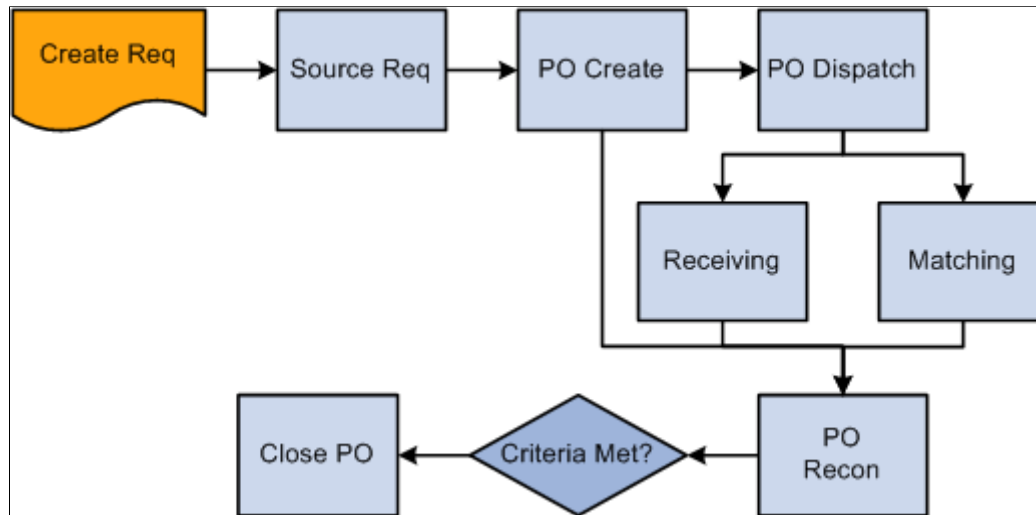 Create Req
Source Req
PO Create
PO Dispatch
Receiving
Matching
Close PO
Criteria Met?
PO
Recon